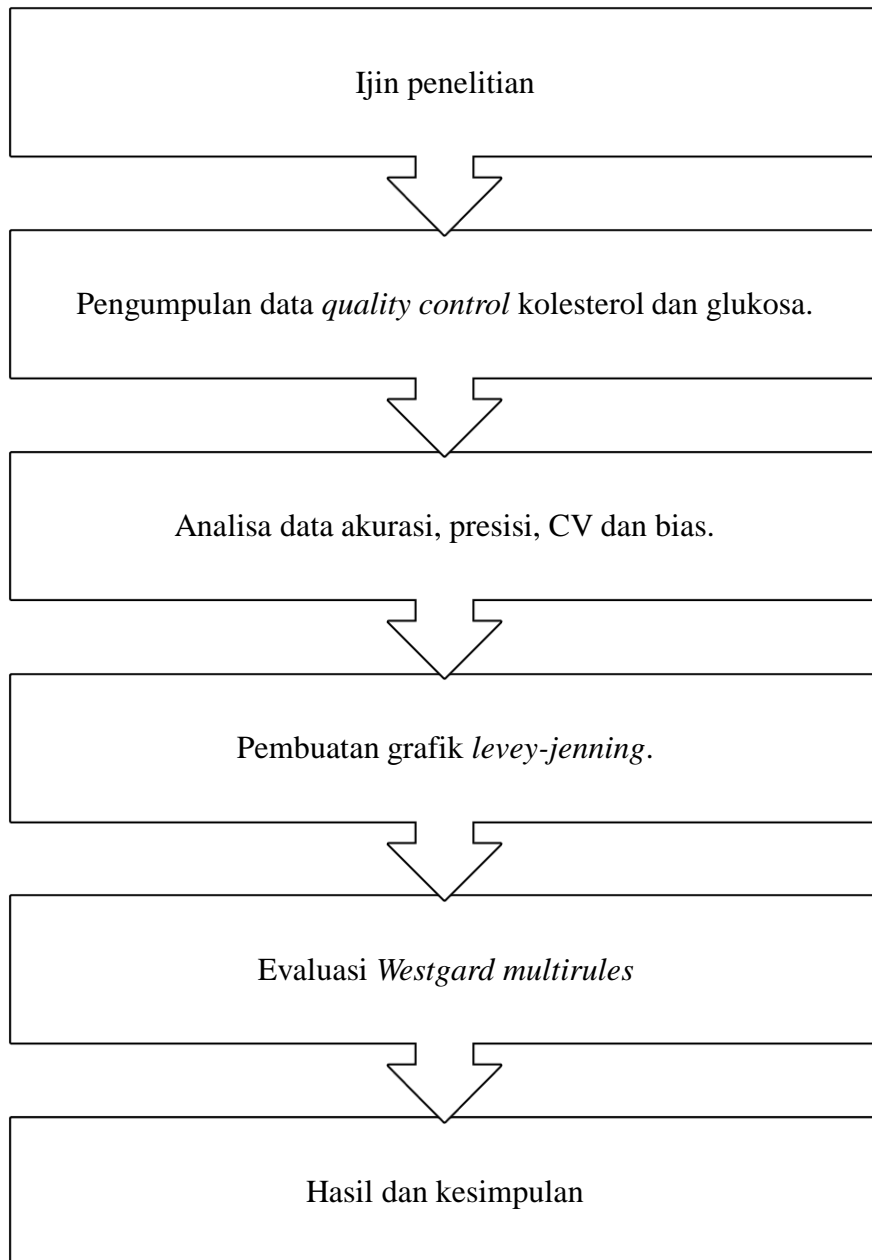 Ijin penelitian
Pengumpulan data quality control kolesterol dan glukosa.
Analisa data akurasi, presisi, CV dan bias.
Pembuatan grafik levey-jenning.
Evaluasi Westgard multirules
Hasil dan kesimpulan